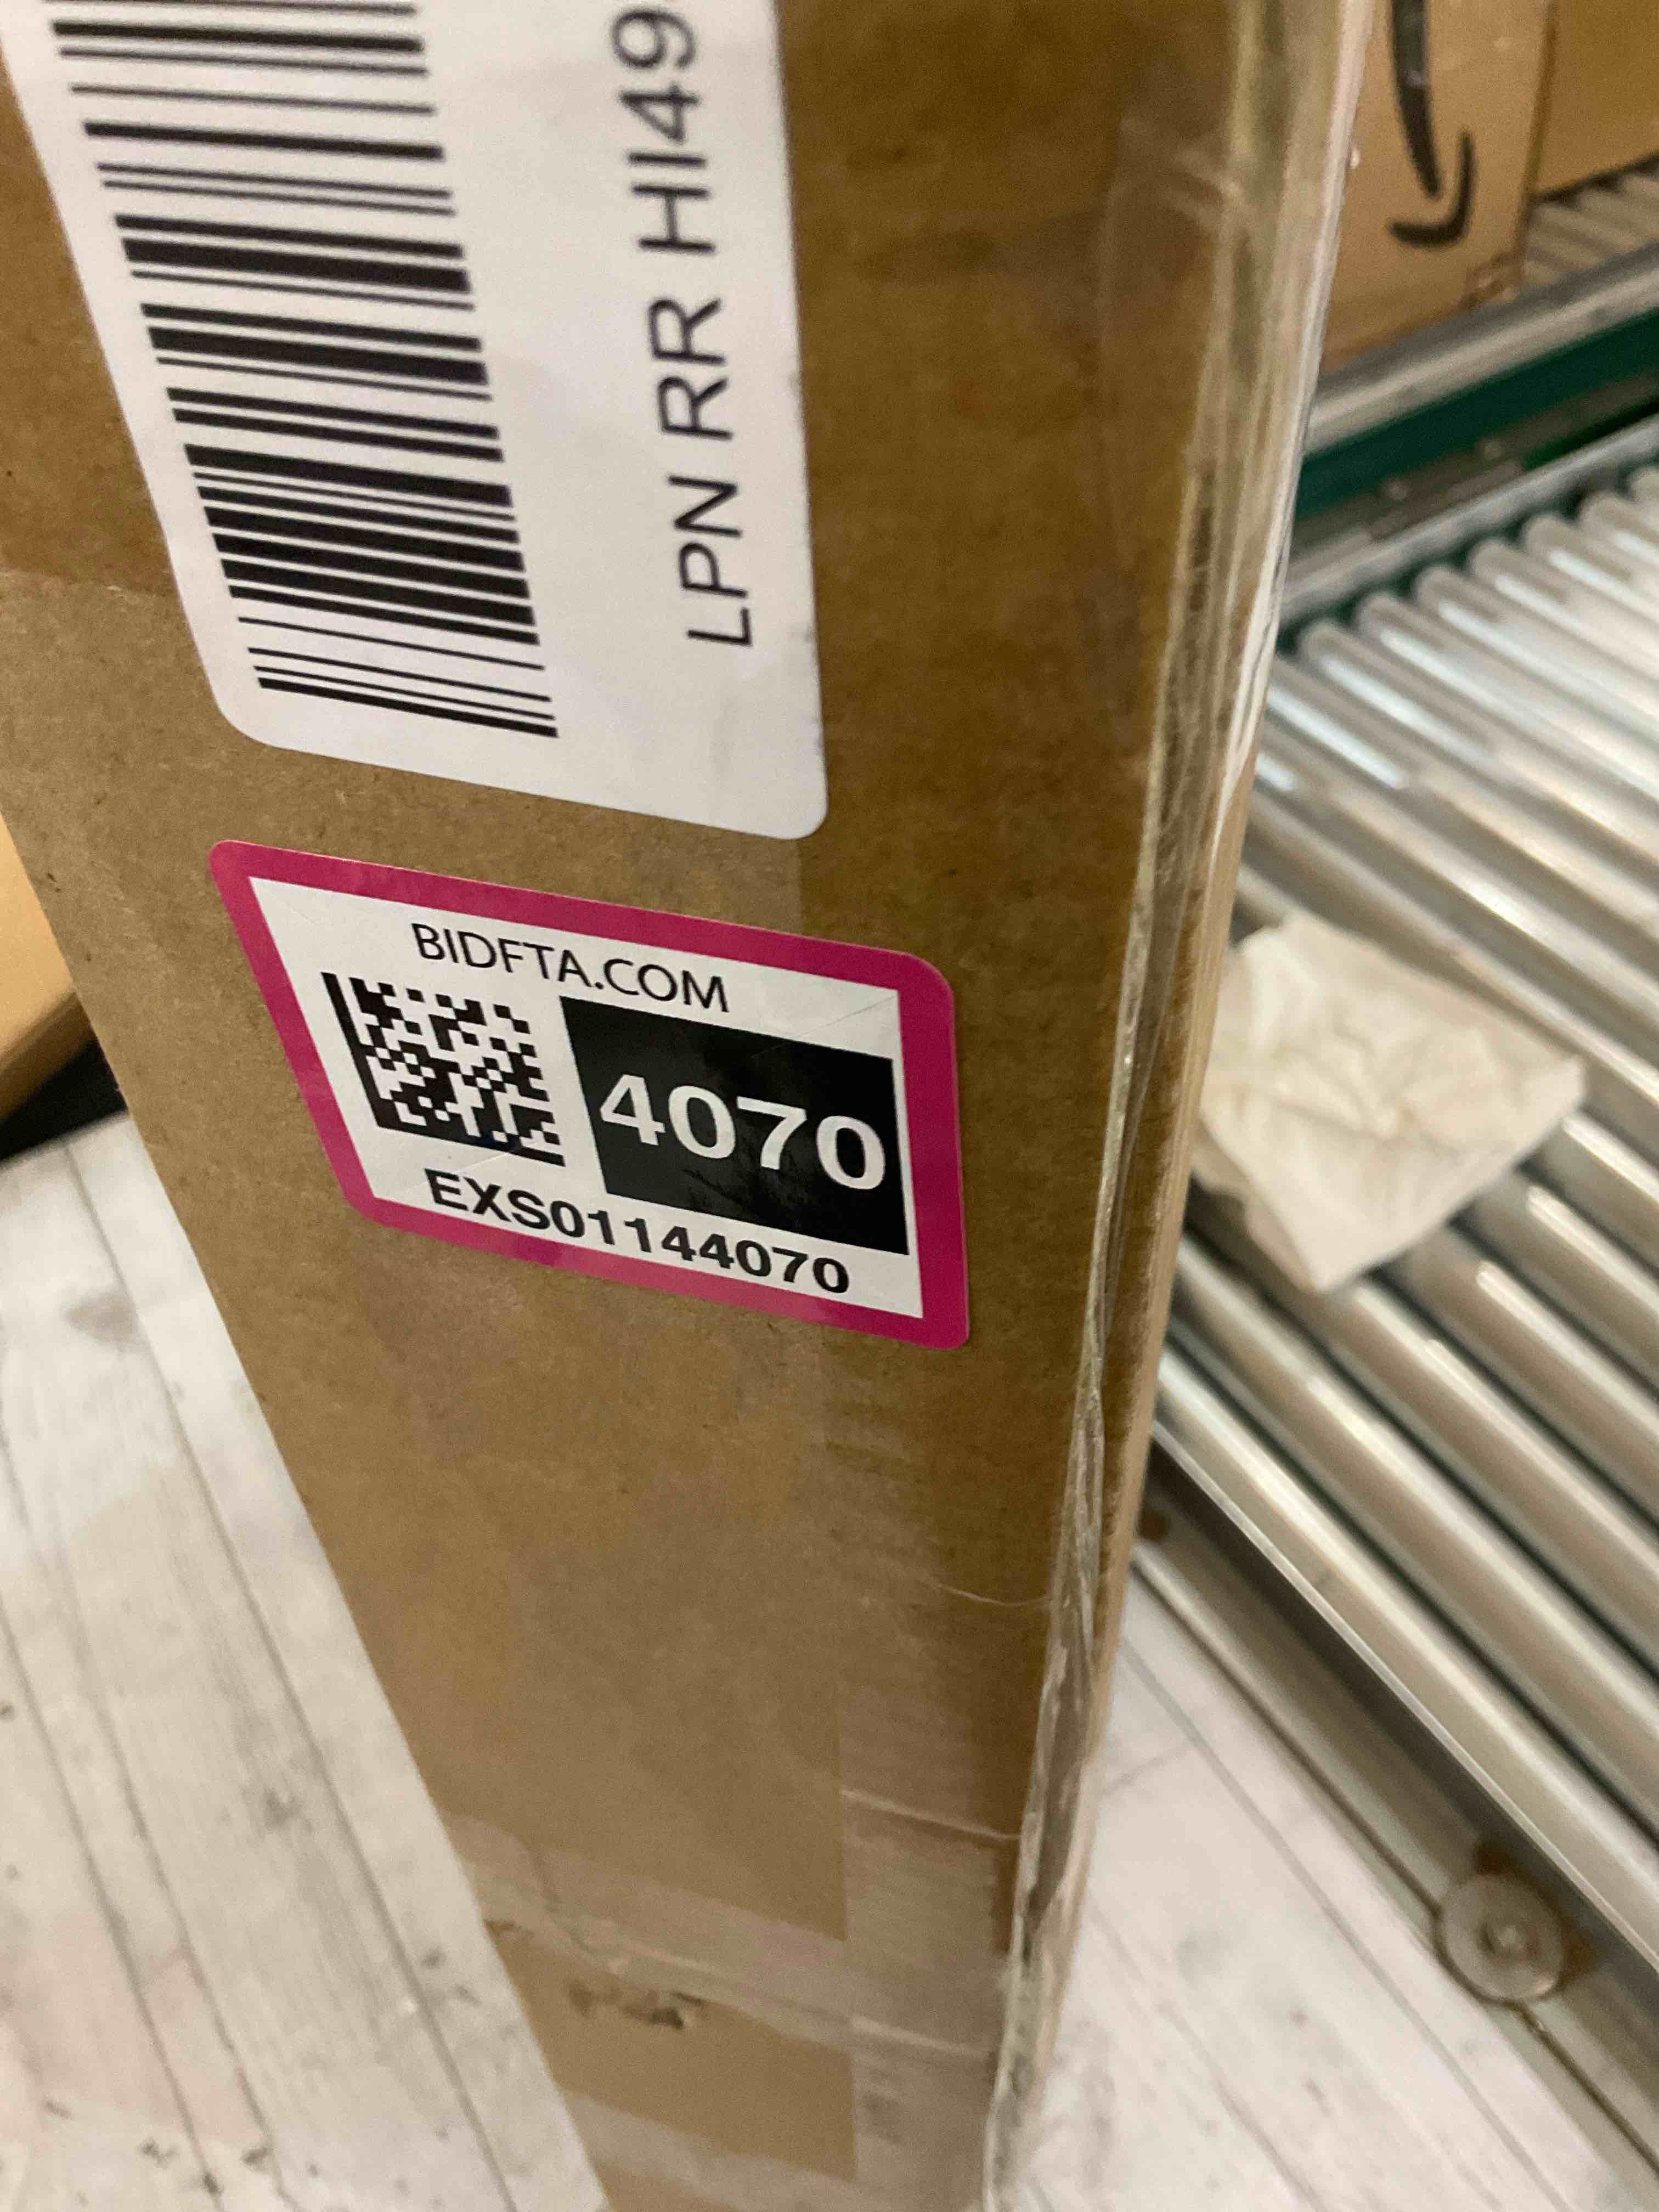 LPN RR HI49
BIDFTA.COM
4070
EXS01144070